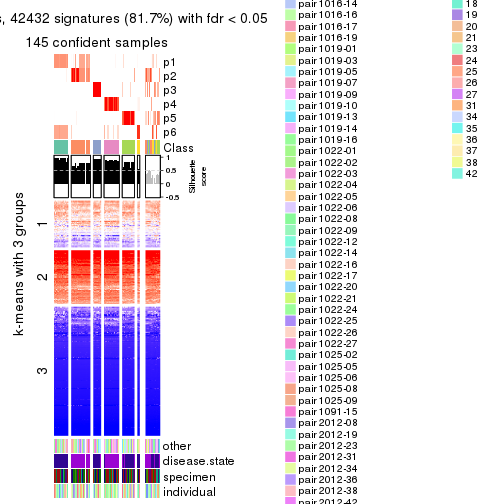 s, 42432 signatures (81.7%) with fdr < 0.05
145 confident samples
p1
p2
p3
p4
p5
p6
Class
1
0.5
0
-0.5
Silhouette
score
k-means with 3 groups
1
2
3
other
disease.state
specimen
individual
pair1016-14
pair1016-16
pair1016-17
pair1016-19
pair1019-01
pair1019-03
pair1019-05
pair1019-07
pair1019-09
pair1019-10
pair1019-13
pair1019-14
pair1019-16
pair1022-01
pair1022-02
pair1022-03
pair1022-04
pair1022-05
pair1022-06
pair1022-08
pair1022-09
pair1022-12
pair1022-14
pair1022-16
pair1022-17
pair1022-20
pair1022-21
pair1022-24
pair1022-25
pair1022-26
pair1022-27
pair1025-02
pair1025-05
pair1025-06
pair1025-08
pair1025-09
pair1091-15
pair2012-08
pair2012-19
pair2012-23
pair2012-31
pair2012-34
pair2012-36
pair2012-38
pair2012-42
18
19
20
21
23
24
25
26
27
31
34
35
36
37
38
42